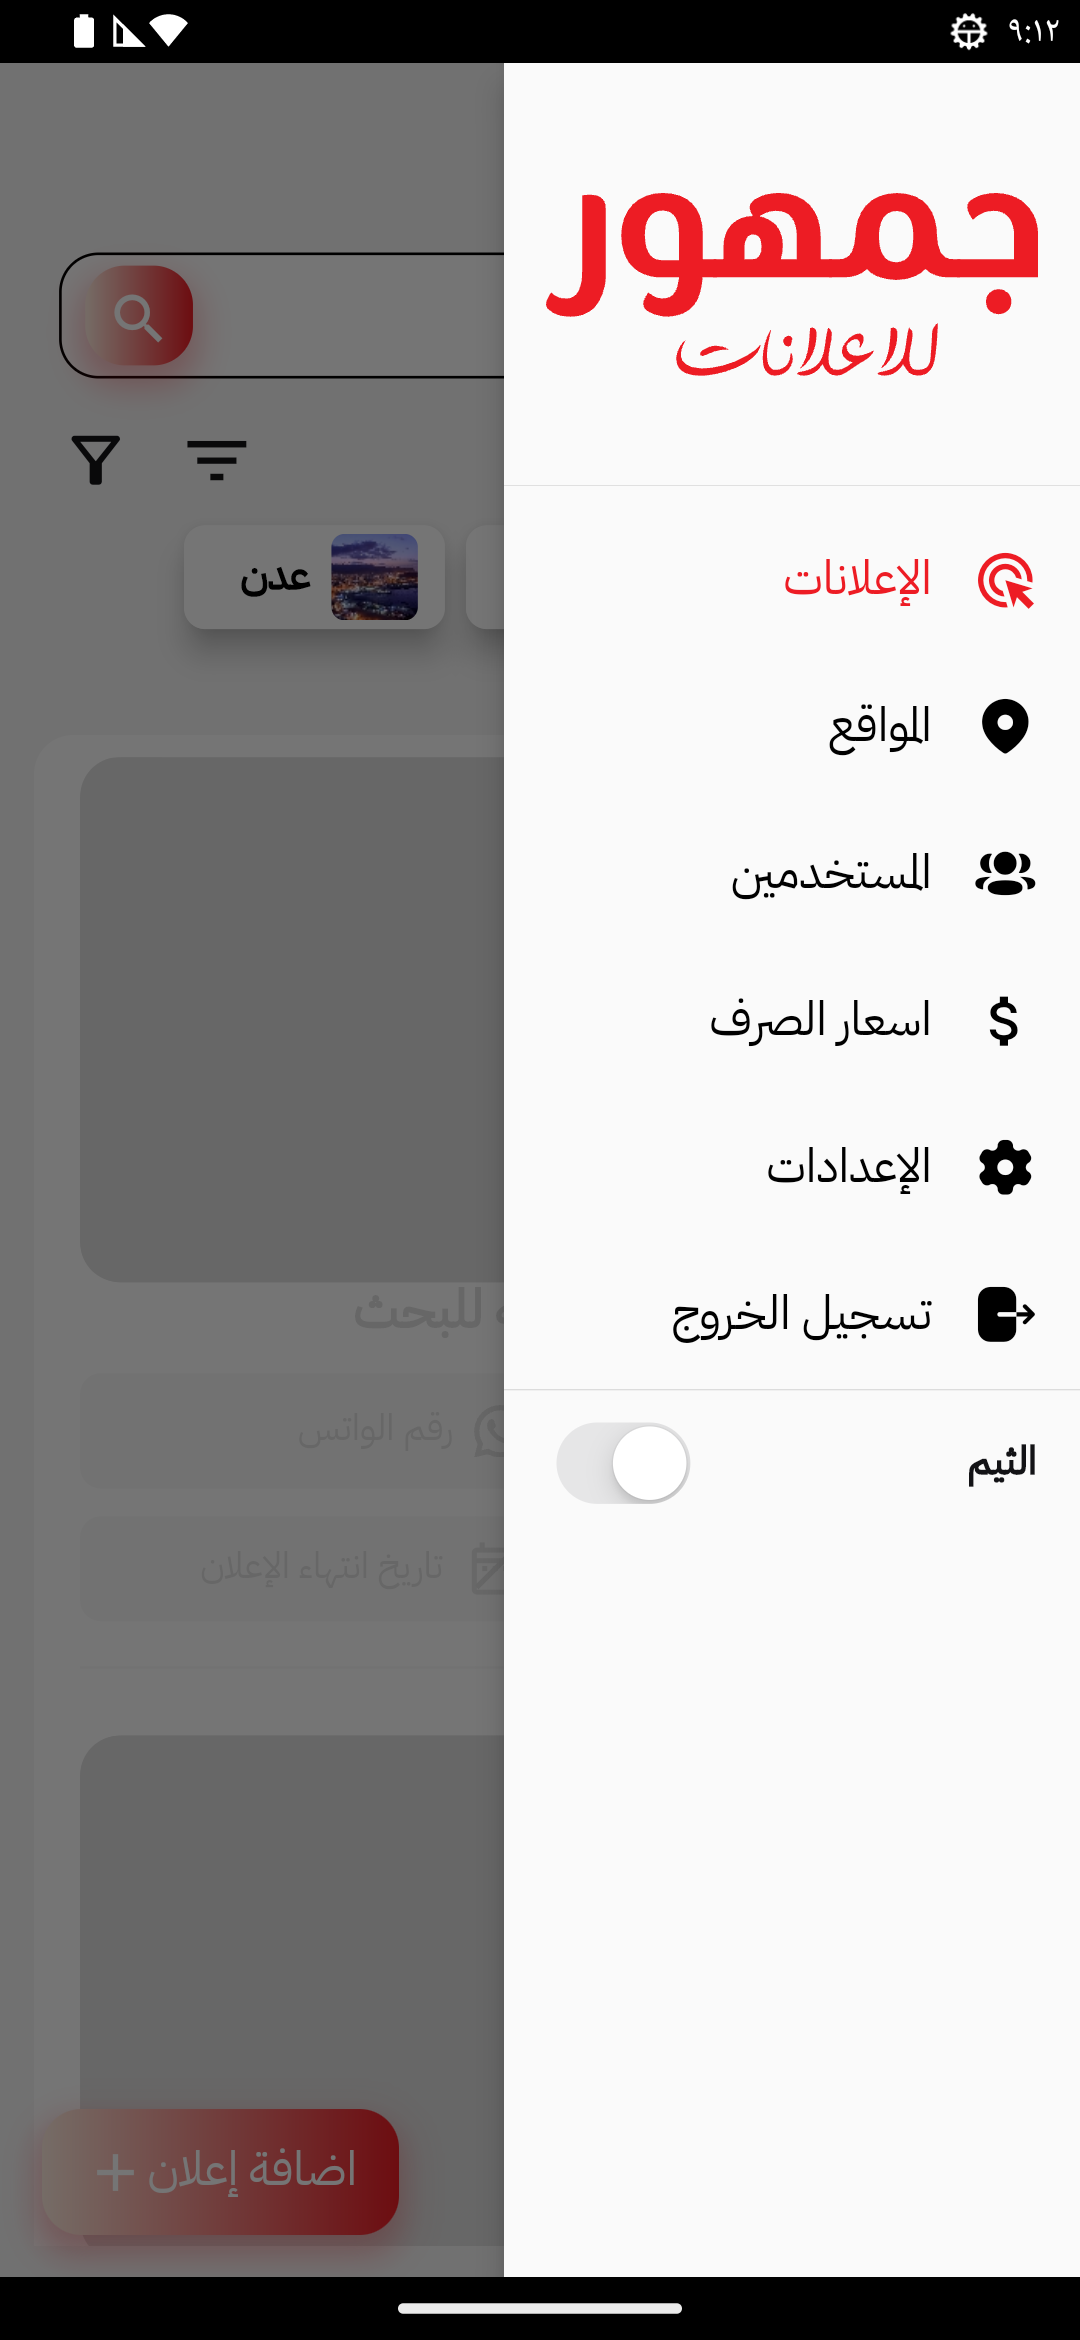 ٩:١٢
جمهور
للاعلانات
الإعلانات
المواقع
المستخدمين
اسعار الصرف
الإعدادات
تسجيل الخروج
الثيم
عدن
للبحث
رقم الواتس
تاريخ انتهاء الإعلان
اضافة إعلان +